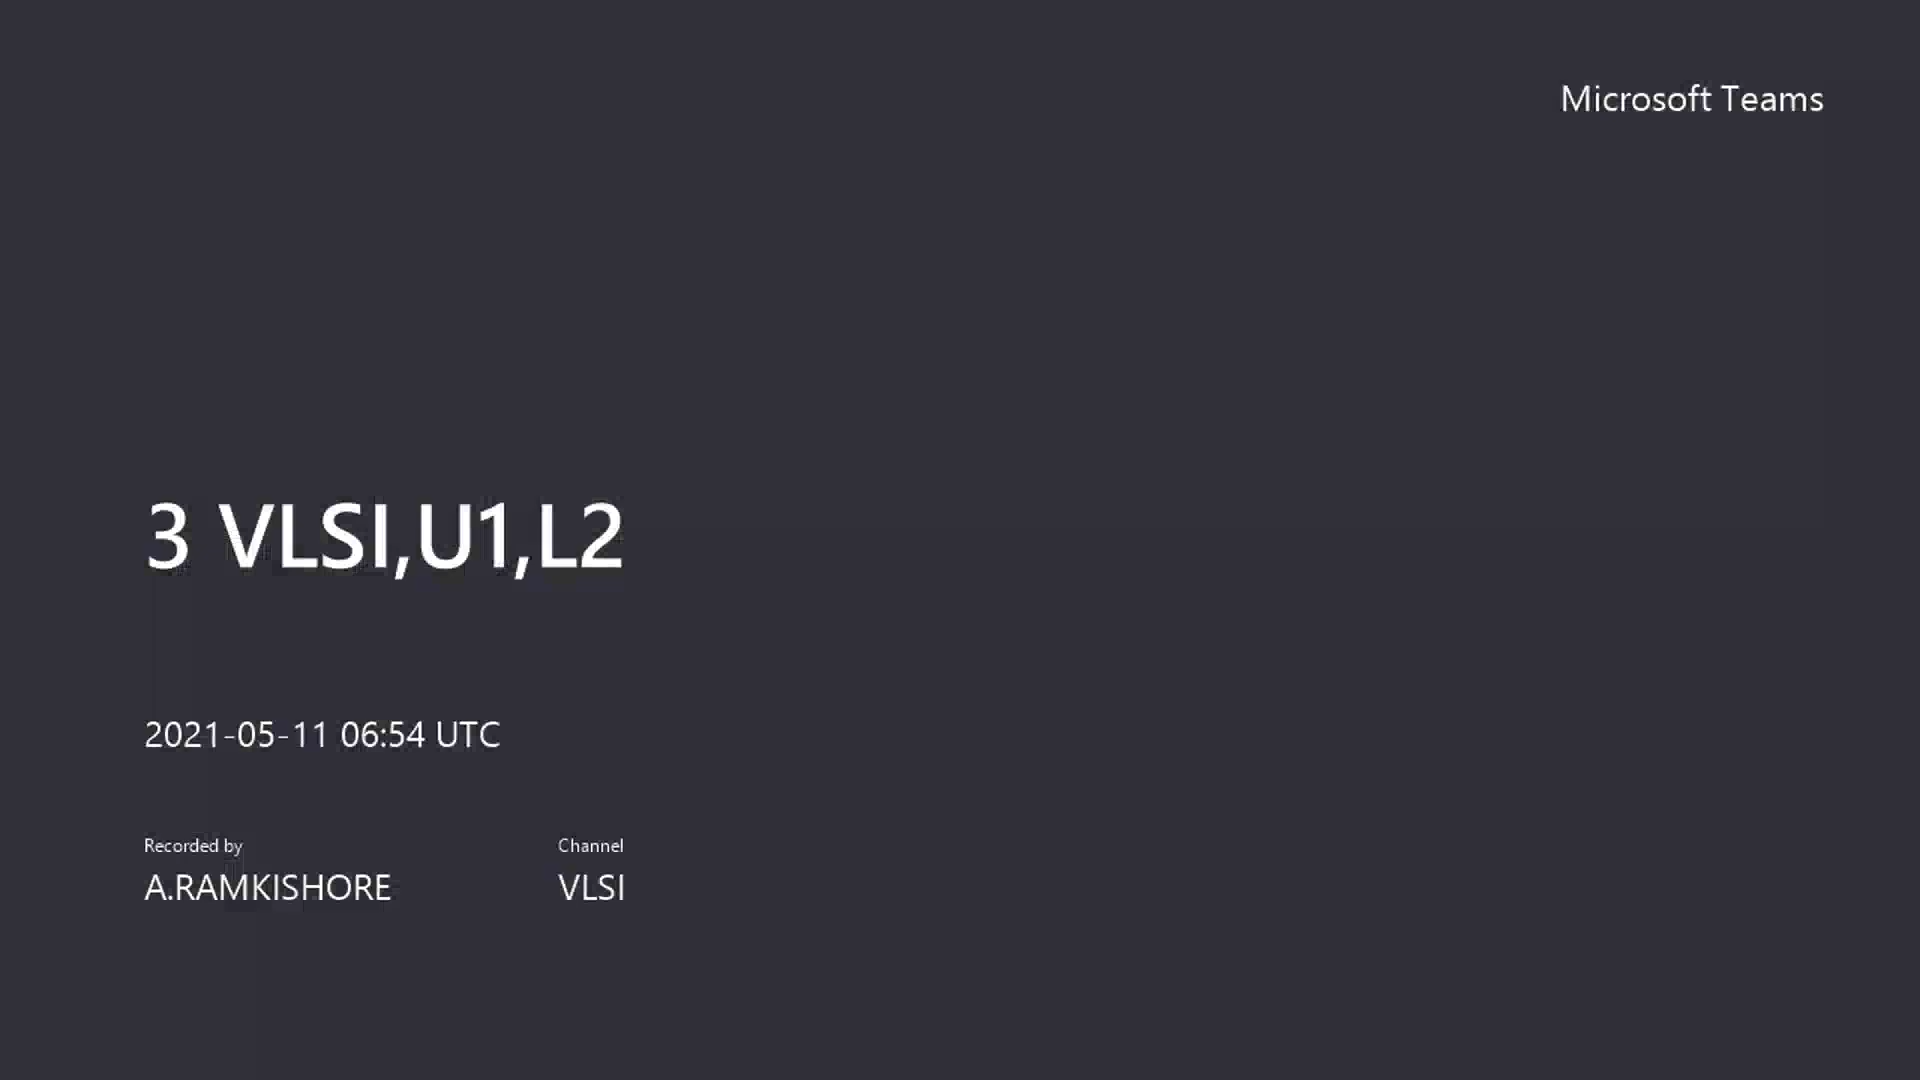 Microsoft Teams
3 VLSI,U1,L2
2021-05-11 06:54 UTC
Recorded by
A.RAMKISHORE
Channel
VLSI